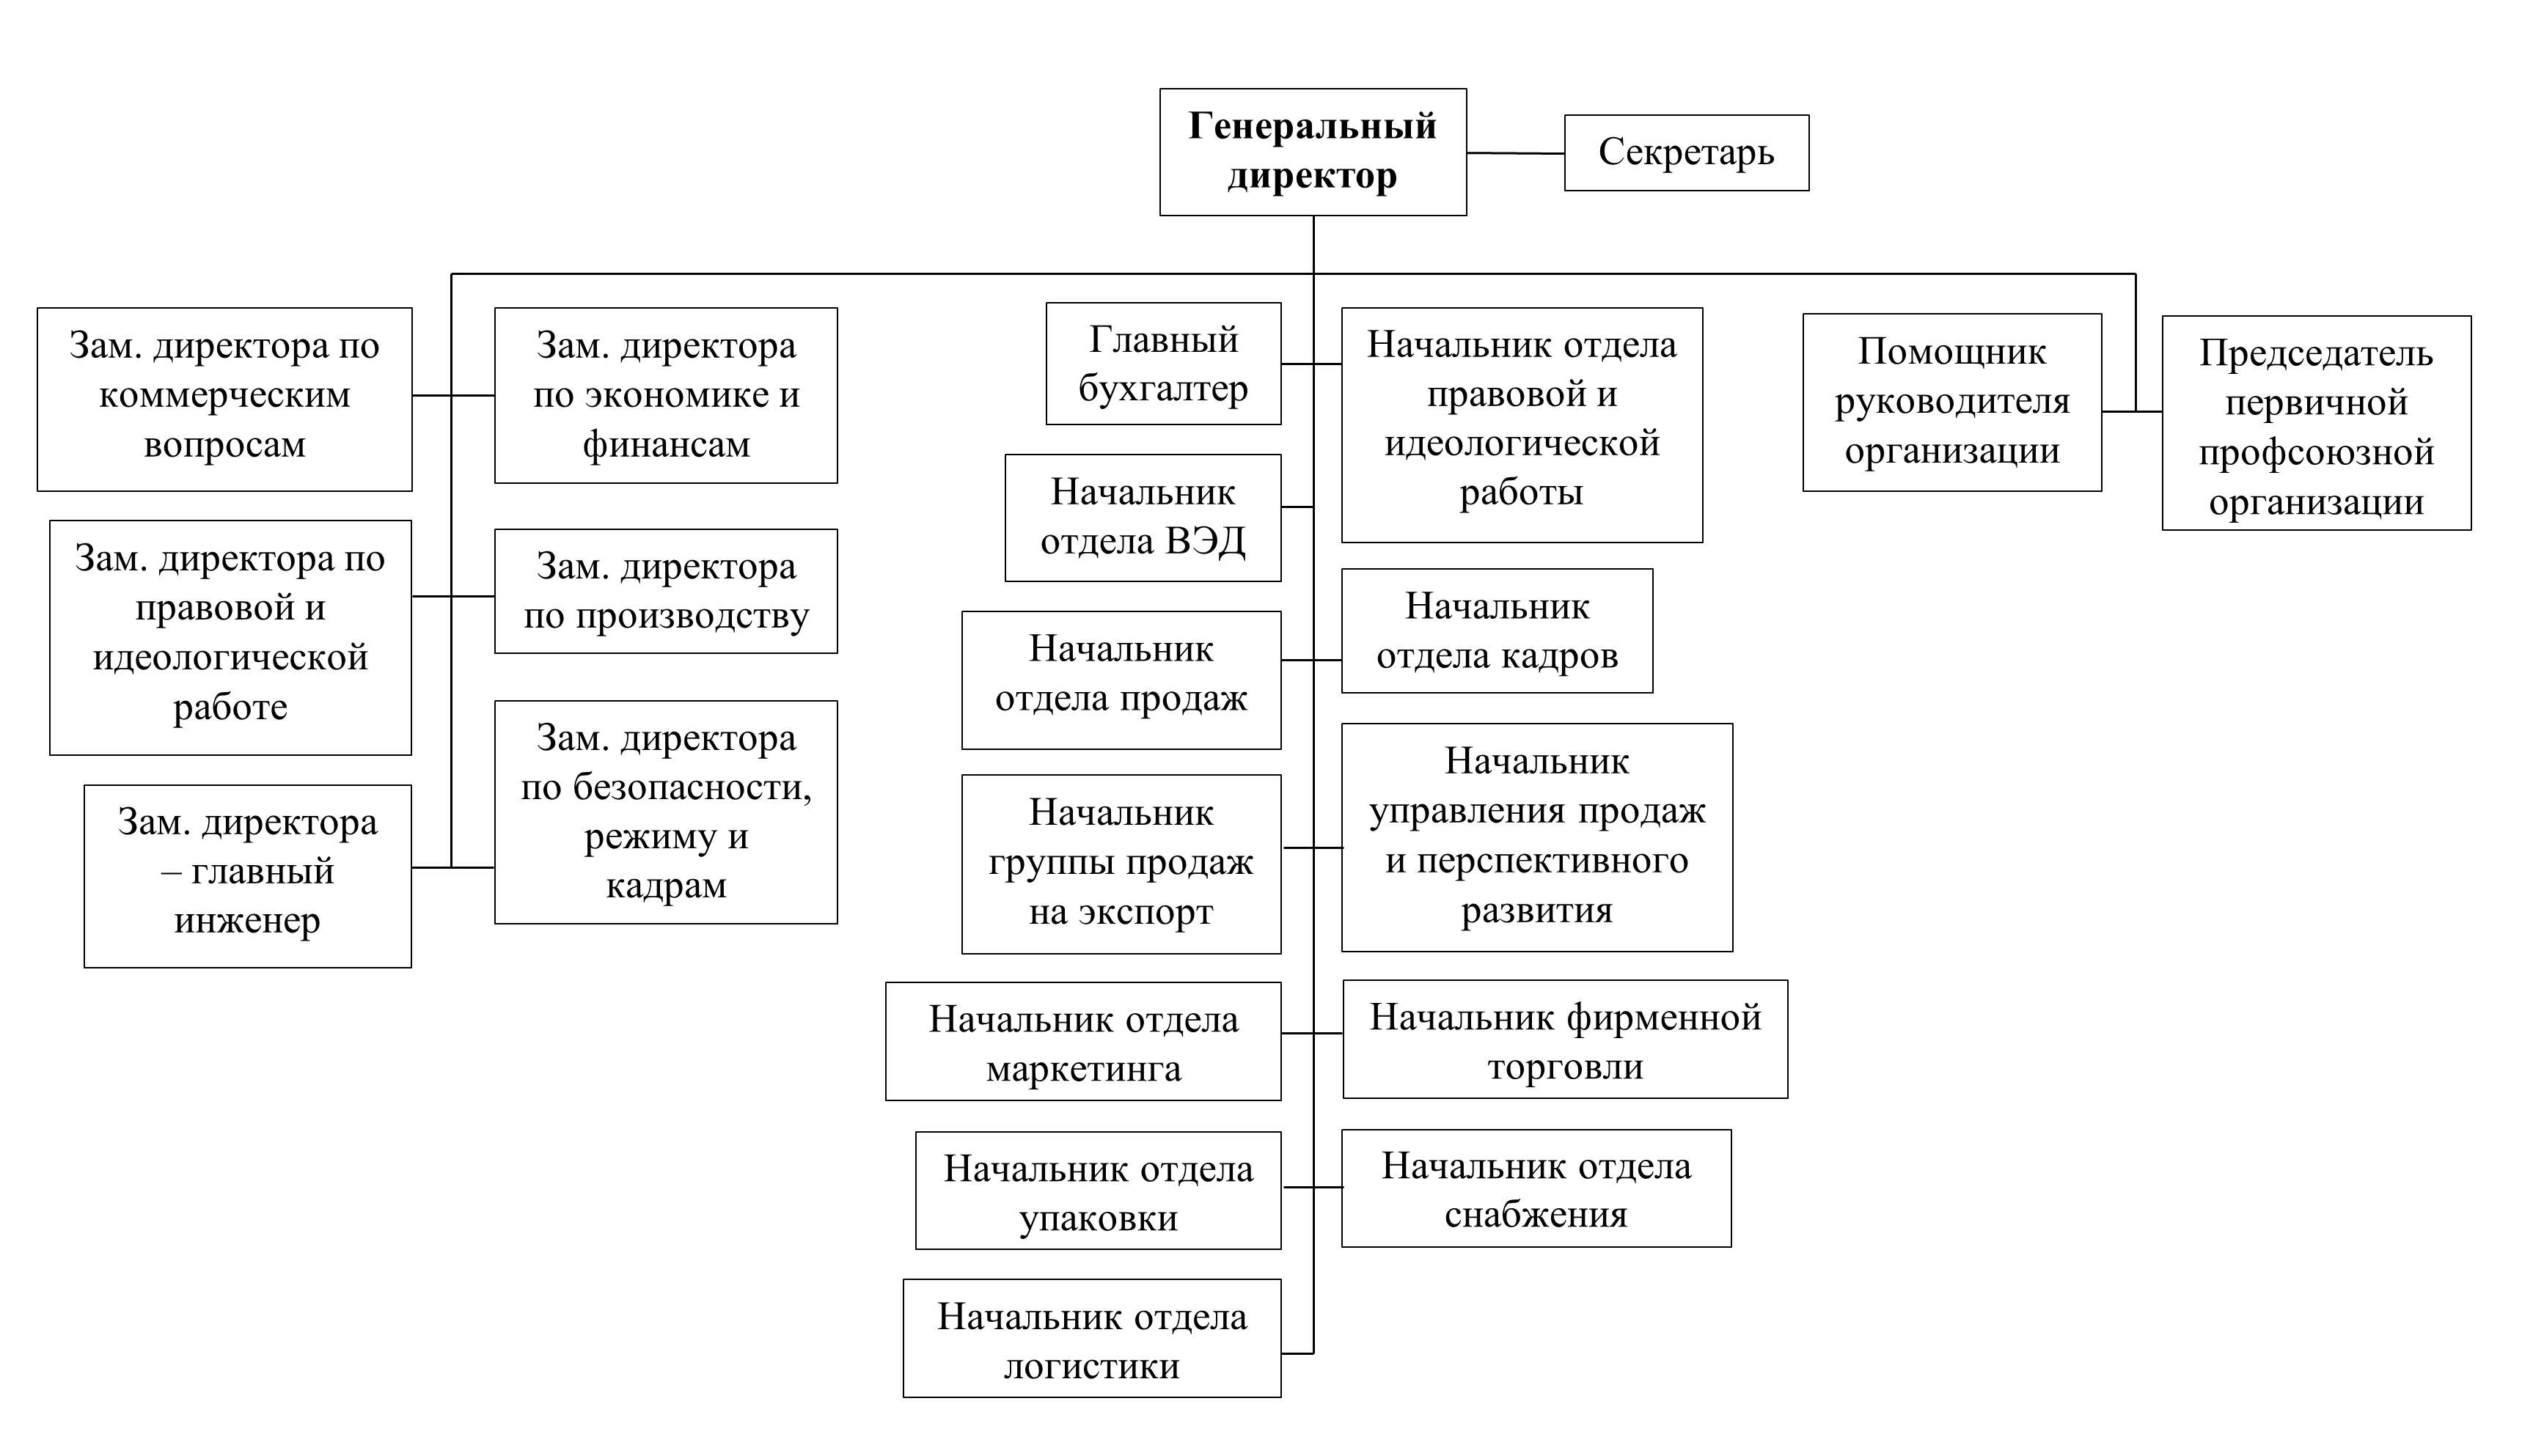 Генеральный
директор
Секретарь
Зам. директора по
коммерческим
вопросам
Зам. директора
по экономике и
финансам
Зам. директора по
правовой и
идеологической
работе
Зам. директора
по производству
Зам. директора
– главный
инженер
Зам. директора
по безопасности,
режиму и
кадрам
Главный
бухгалтер
Начальник отдела
правовой и
идеологической
работы
Начальник
отдела ВЭД
Начальник
отдела продаж
Начальник
отдела кадров
Начальник
группы продаж
на экспорт
Начальник
управления продаж
и перспективного
развития
Начальник отдела
маркетинга
Начальник фирменной
торговли
Начальник отдела
упаковки
Начальник отдела
снабжения
Начальник отдела
логистики
Помощник
руководителя
организации
Председатель
первичной
профсоюзной
организации